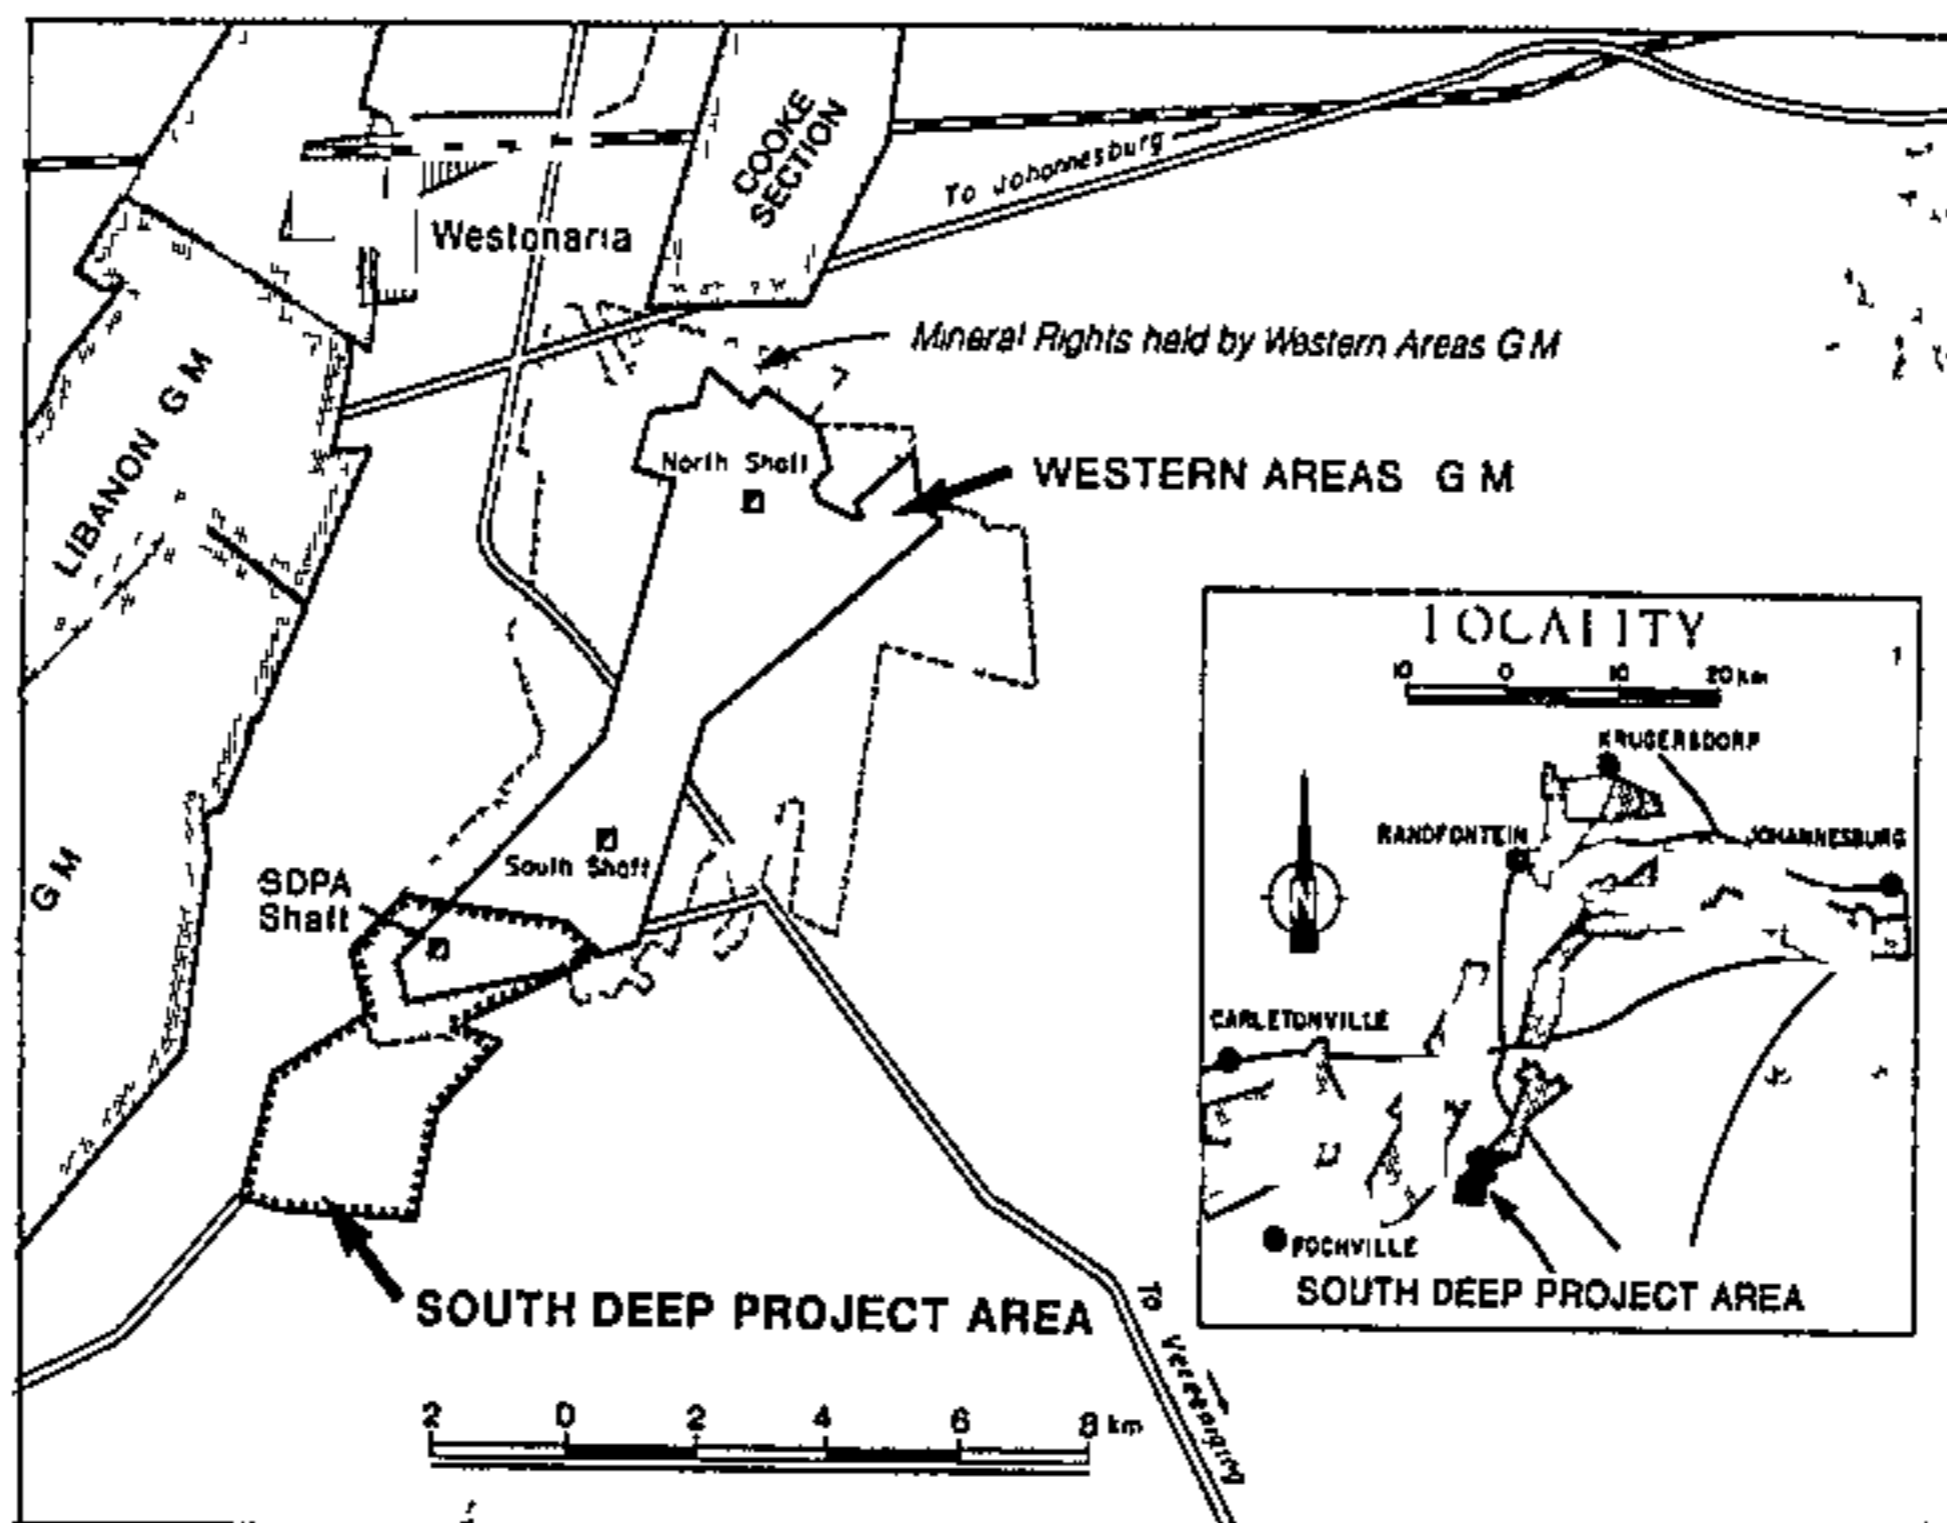 COOKE
SECTION
To Johannesburg
Westonaria
Mineral Rights held by Western Areas G M
LIBANON G M
North Shaft
WESTERN AREAS G M
G M
South Shaft
SDPA
Shaft
SOUTH DEEP PROJECT AREA
2 0 2 4 6 8 km
To Vereeniging
LOCALITY
10 0 10 20 km
KRUGERSDORP
RANDFONTEIN
JOHANNESBURG
CARLETONVILLE
FOCHVILLE
SOUTH DEEP PROJECT AREA